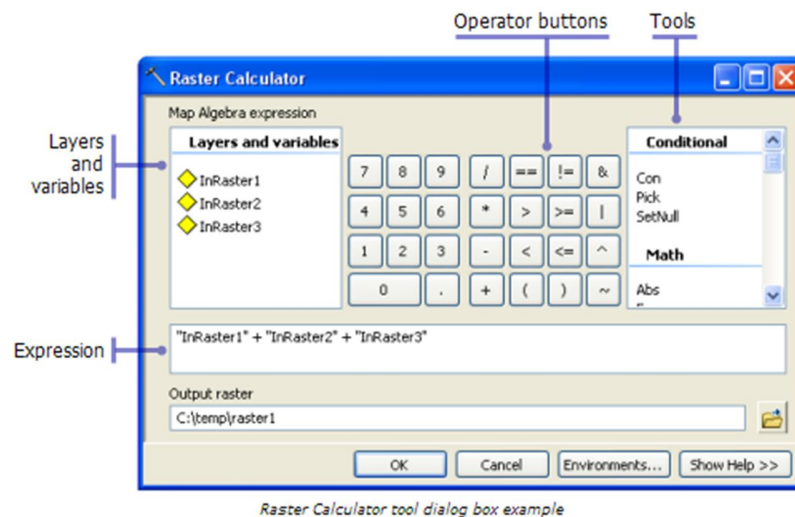 Operator buttons
Tools
Raster Calculator
Map Algebra expression
Layers and variables
Layers and variables
InRaster1
InRaster2
InRaster3
7 8 9 / == != &
4 5 6 * > >= |
1 2 3 - < <= ^
0 . + ( ) ~
Conditional
Con
Pick
SetNull
Math
Abs
Expression
"InRaster1" + "InRaster2" + "InRaster3"
Output raster
C:\temp\raster1
OK
Cancel
Environments...
Show Help >>
Raster Calculator tool dialog box example